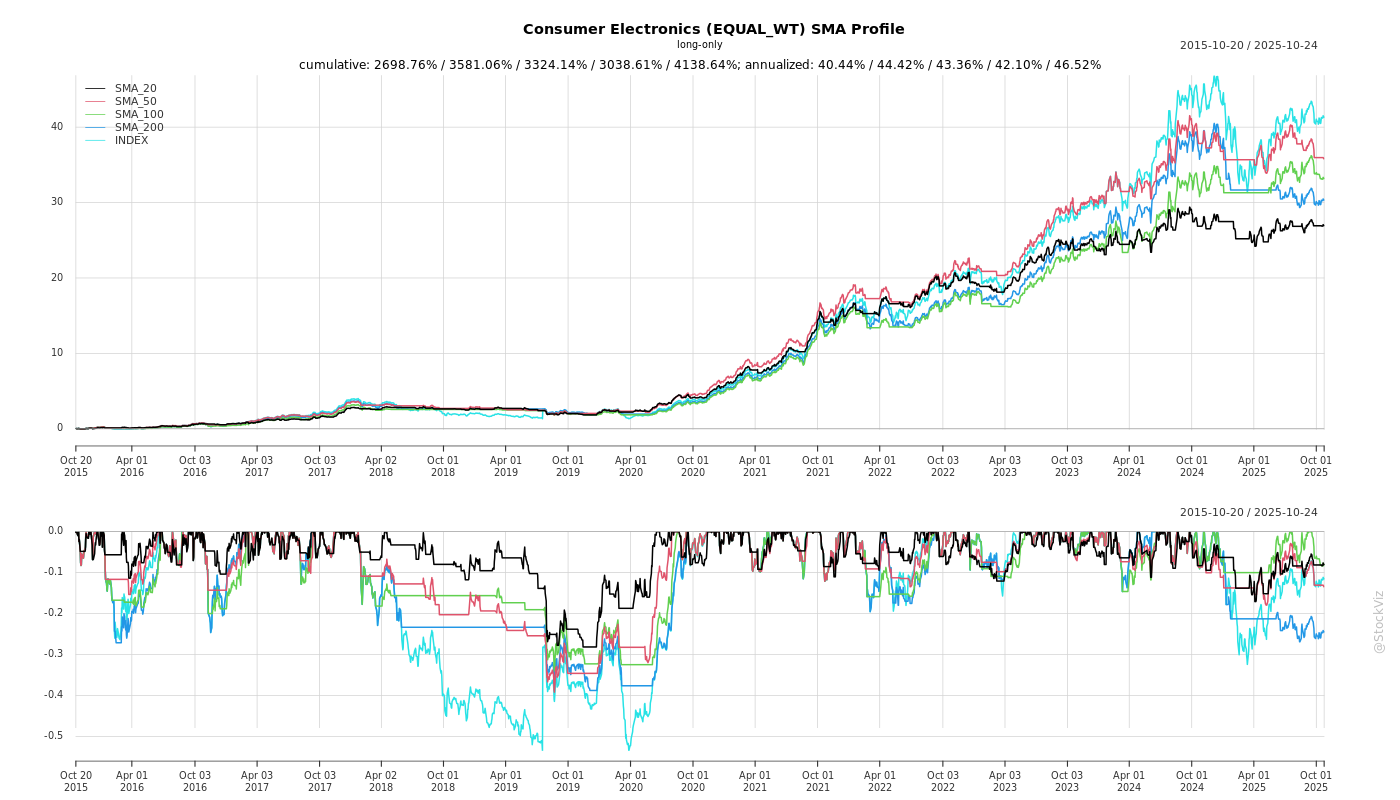 Consumer Electronics (EQUAL_WT) SMA Profile
long-only
2015-10-20 / 2025-10-24
cumulative: 2698.76% / 3581.06% / 3324.14% / 3038.61% / 4138.64%; annualized: 40.44% / 44.42% / 43.36% / 42.10% / 46.52%
SMA_20
SMA_50
SMA_100
SMA_200
INDEX
40
30
20
10
0
Oct 20 Apr 01 Oct 03 Apr 03 Oct 03 Apr 02 Oct 01 Apr 01 Oct 01 Apr 01 Oct 01 Apr 01 Oct 01 Apr 01 Oct 03 Apr 03 Oct 03 Apr 01 Oct 01 Apr 01 Oct 01
2015 2016 2016 2017 2017 2018 2018 2019 2019 2020 2020 2021 2021 2022 2022 2023 2023 2024 2024 2025 2025
2015-10-20 / 2025-10-24
0.0
-0.1
-0.2
-0.3
-0.4
-0.5
Oct 20 Apr 01 Oct 03 Apr 03 Oct 03 Apr 02 Oct 01 Apr 01 Oct 01 Apr 01 Oct 01 Apr 01 Oct 01 Apr 01 Oct 03 Apr 03 Oct 03 Apr 01 Oct 01 Apr 01 Oct 01
2015 2016 2016 2017 2017 2018 2018 2019 2019 2020 2020 2021 2021 2022 2022 2023 2023 2024 2024 2025 2025
@StockViz